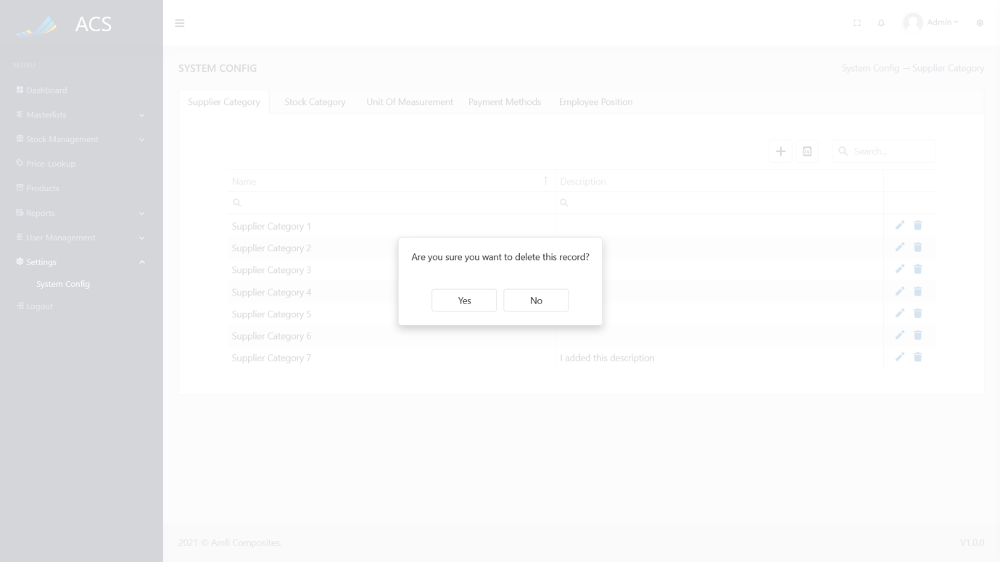 ACS
Admin
MENU
SYSTEM CONFIG
System Config → Supplier Category
Dashboard
Supplier Category
Stock Category
Unit Of Measurement
Payment Methods
Employee Position
Masterlists
Stock Management
Search...
Price-Lookup
Name
Description
Products
Reports
Supplier Category 1
User Management
Supplier Category 2
Are you sure you want to delete this record?
Settings
Supplier Category 3
System Config
Supplier Category 4
Yes
No
Logout
Supplier Category 5
Supplier Category 6
Supplier Category 7
I added this description
2021 © Amfi Composites.
V1.0.0